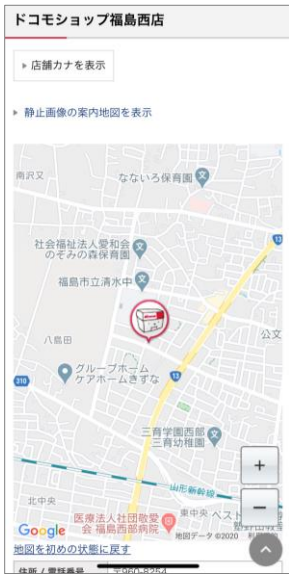 ドコモショップ福島西店
店舗カナを表示
静止画像の案内地図を表示
南沢又
なないろ保育園
13
社会福祉法人愛和会
のぞみの森保育園
福島市立清水中
八島田
公文
グループホーム
ケアホームきずな
310
13
三育学園西部
三育幼稚園
+
山形新幹線
−
北中央
医療法人社団敬愛
会 福島西部病院
東中央
ベスト
Google
地図データ ©2020
地図を初めの状態に戻す
住所 / 電話番号
〒960-8254